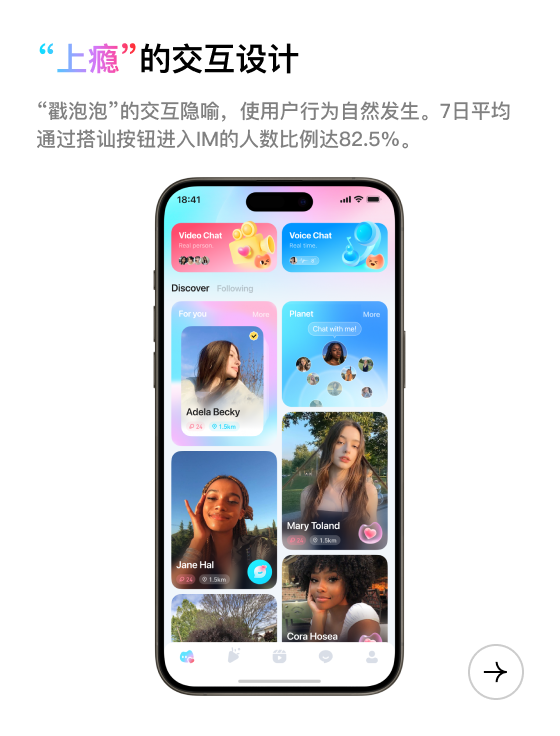 “上瘾”的交互设计
“戳泡泡”的交互隐喻，使用户行为自然发生。7日平均
通过搭讪按钮进入IM的人数比例达82.5%。
18:41
Video Chat
Real person.
Voice Chat
Real time.
Discover Following
For you More
Planet More
Chat with me!
Adela Becky
24 1.5km
Mary Toland
24 1.5km
Jane Hal
24 1.5km
Cora Hosea